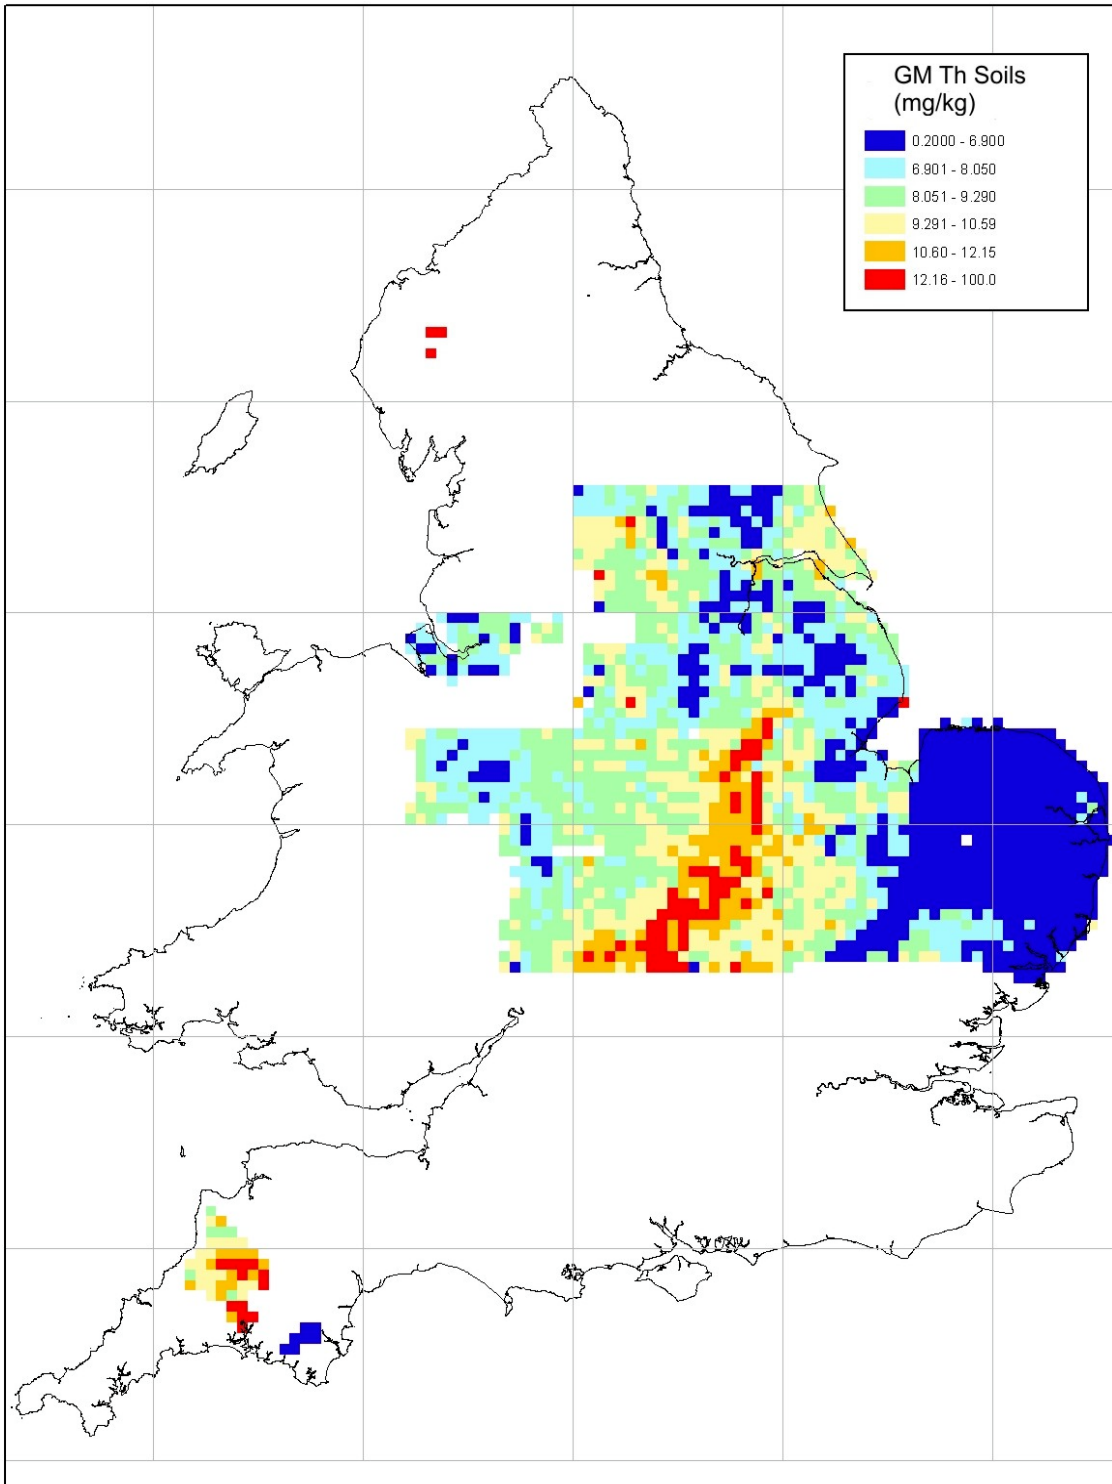 GM Th Soils
(mg/kg)
0.2000 - 6.900
6.901 - 8.050
8.051 - 9.290
9.291 - 10.59
10.60 - 12.15
12.16 - 100.0